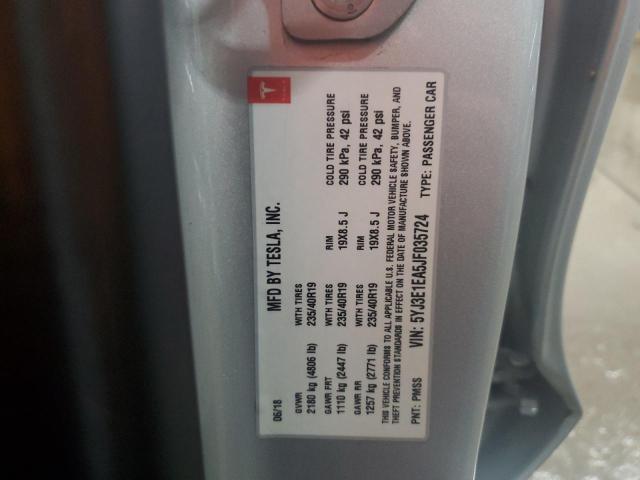 MFD BY TESLA, INC.
06/18
GVWR WITH TIRES
2180 kg (4806 lb) 235/40R19
GAWR FRT WITH TIRES RIM COLD TIRE PRESSURE
1110 kg (2447 lb) 235/40R19 19X8.5 J 290 kPa, 42 psi
GAWR RR WITH TIRES RIM COLD TIRE PRESSURE
1257 kg (2771 lb) 235/40R19 19X8.5 J 290 kPa, 42 psi
THIS VEHICLE CONFORMS TO ALL APPLICABLE U.S. FEDERAL MOTOR VEHICLE SAFETY, BUMPER, AND
THEFT PREVENTION STANDARDS IN EFFECT ON THE DATE OF MANUFACTURE SHOWN ABOVE.
PNT: PMSS VIN: 5YJ3E1EA5JF035724 TYPE: PASSENGER CAR